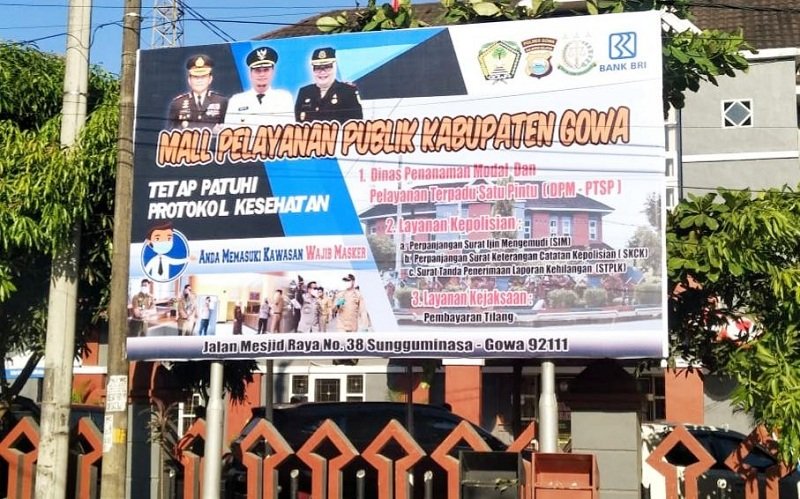 BANK BRI
MALL PELAYANAN PUBLIK KABUPATEN GOWA
TETAP PATUHI
PROTOKOL KESEHATAN
ANDA MEMASUKI KAWASAN WAJIB MASKER
1. Dinas Penanaman Modal Dan
Pelayanan Terpadu Satu Pintu ( DPM - PTSP )
2. Layanan Kepolisian :
a. Perpanjangan Surat Ijin Mengemudi (SIM)
b. Perpanjangan Surat Keterangan Catatan Kepolisian ( SKCK )
c. Surat Tanda Penerimaan Laporan Kehilangan (STPLK)
3. Layanan Kejaksaan :
- Pembayaran Tilang
Jalan Mesjid Raya No. 38 Sungguminasa - Gowa 92111